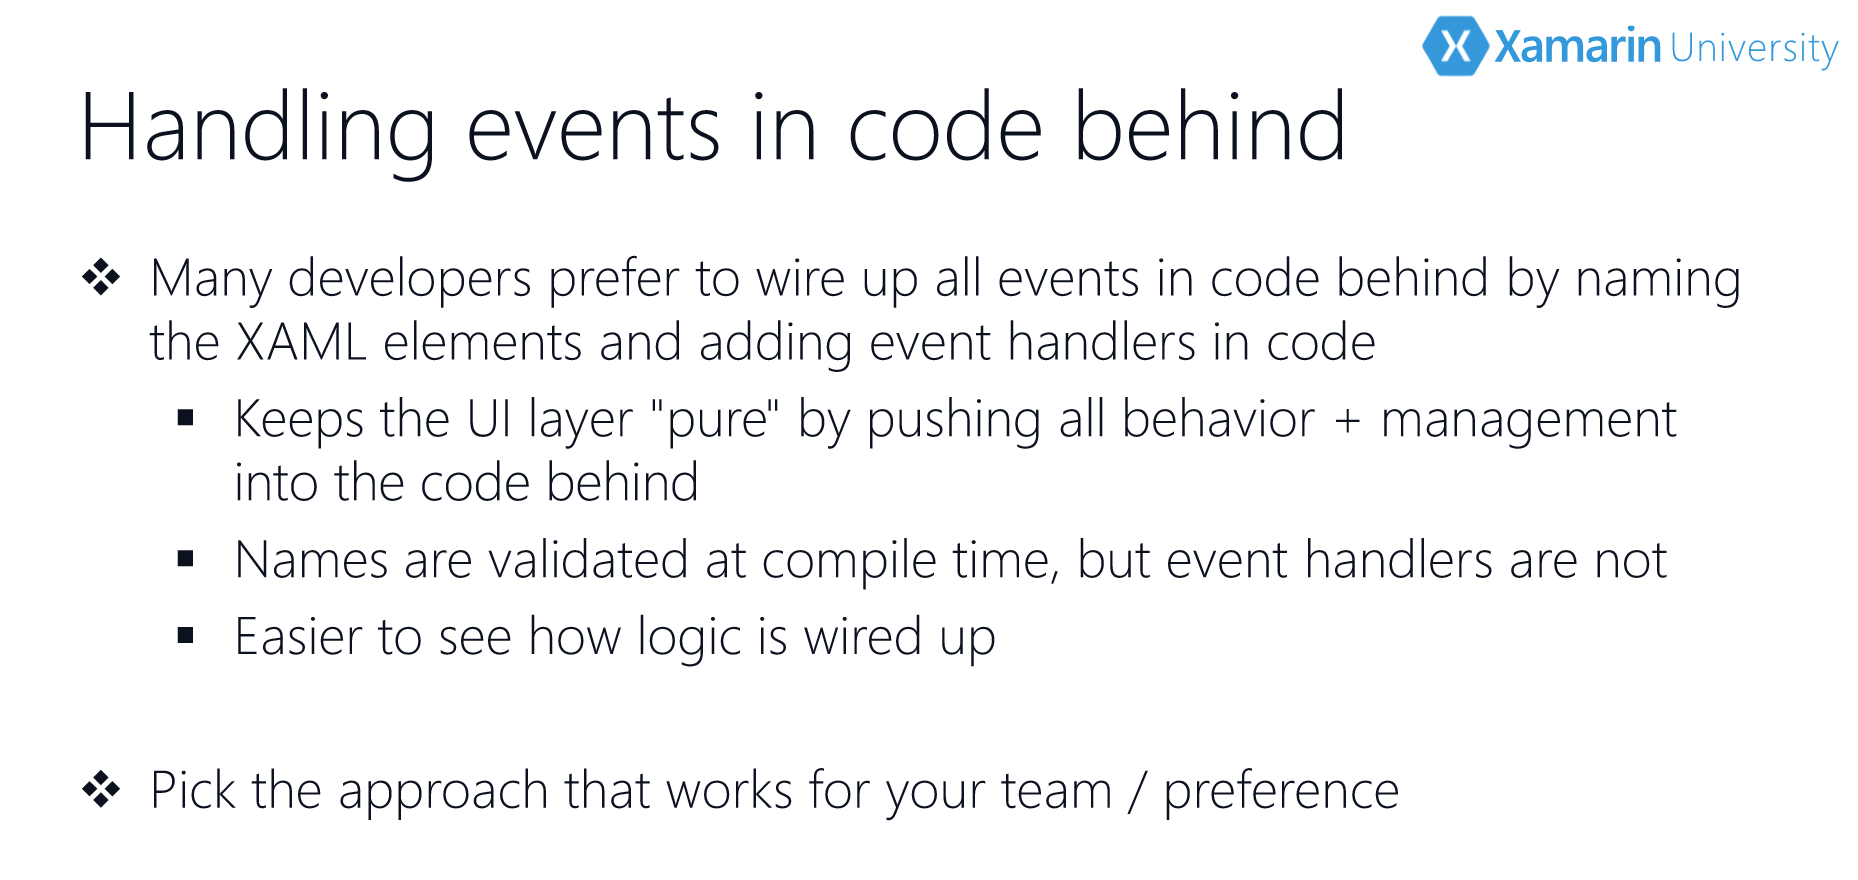 Xamarin University
Handling events in code behind
Many developers prefer to wire up all events in code behind by naming
the XAML elements and adding event handlers in code
Keeps the UI layer "pure" by pushing all behavior + management
into the code behind
Names are validated at compile time, but event handlers are not
Easier to see how logic is wired up
Pick the approach that works for your team / preference